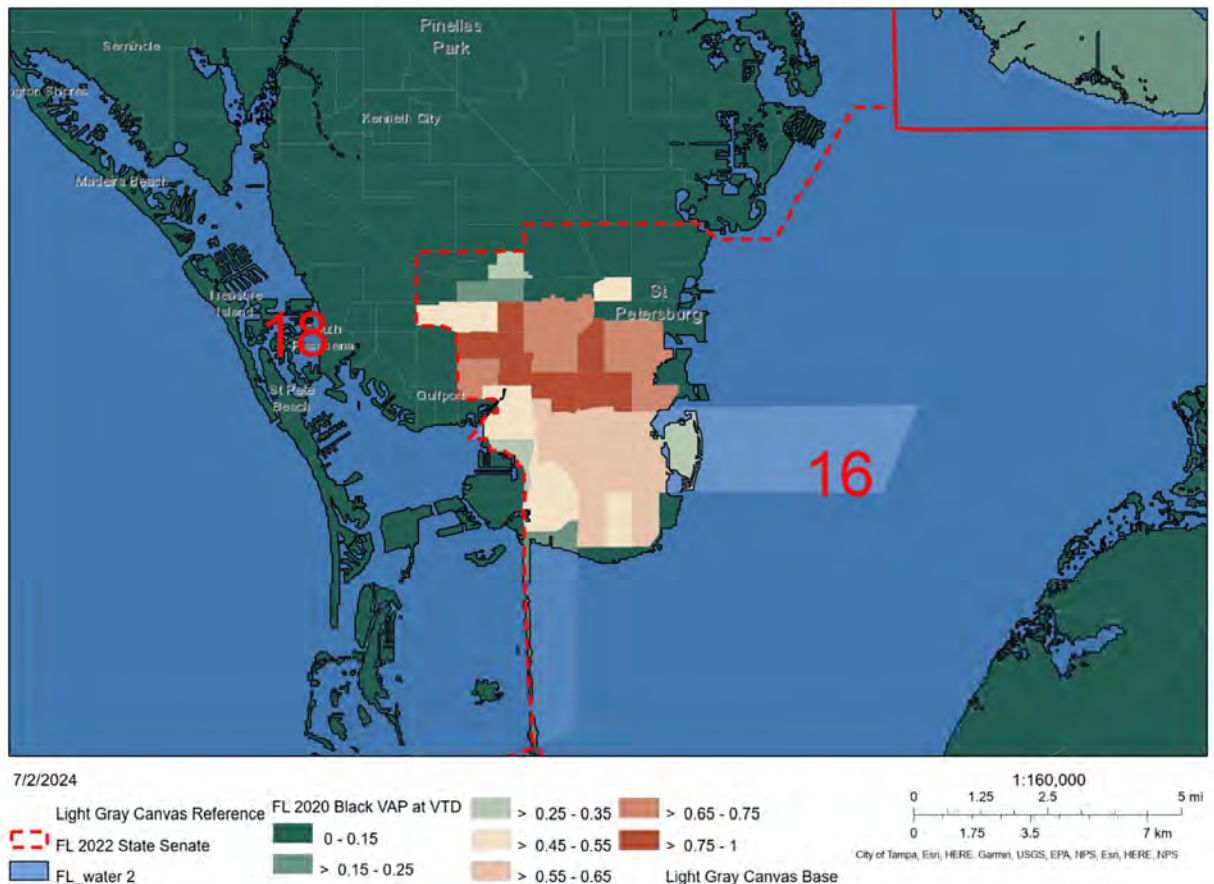 Pinellas
Park
Seminole
ngton Shores
Kenneth City
Madeira Beach
Treasure
Island
St
Petersburg
18
uth
St Pete
Beach
Gulfport
16
7/2/2024
1:160,000
Light Gray Canvas Reference
FL 2022 State Senate
FL_water 2
FL 2020 Black VAP at VTD
0 - 0.15
> 0.15 - 0.25
> 0.25 - 0.35
> 0.45 - 0.55
> 0.55 - 0.65
> 0.65 - 0.75
> 0.75 - 1
Light Gray Canvas Base
0 1.25 2.5 5 mi
0 1.75 3.5 7 km
City of Tampa, Esri, HERE, Garmin, USGS, EPA, NPS, Esri, HERE, NPS